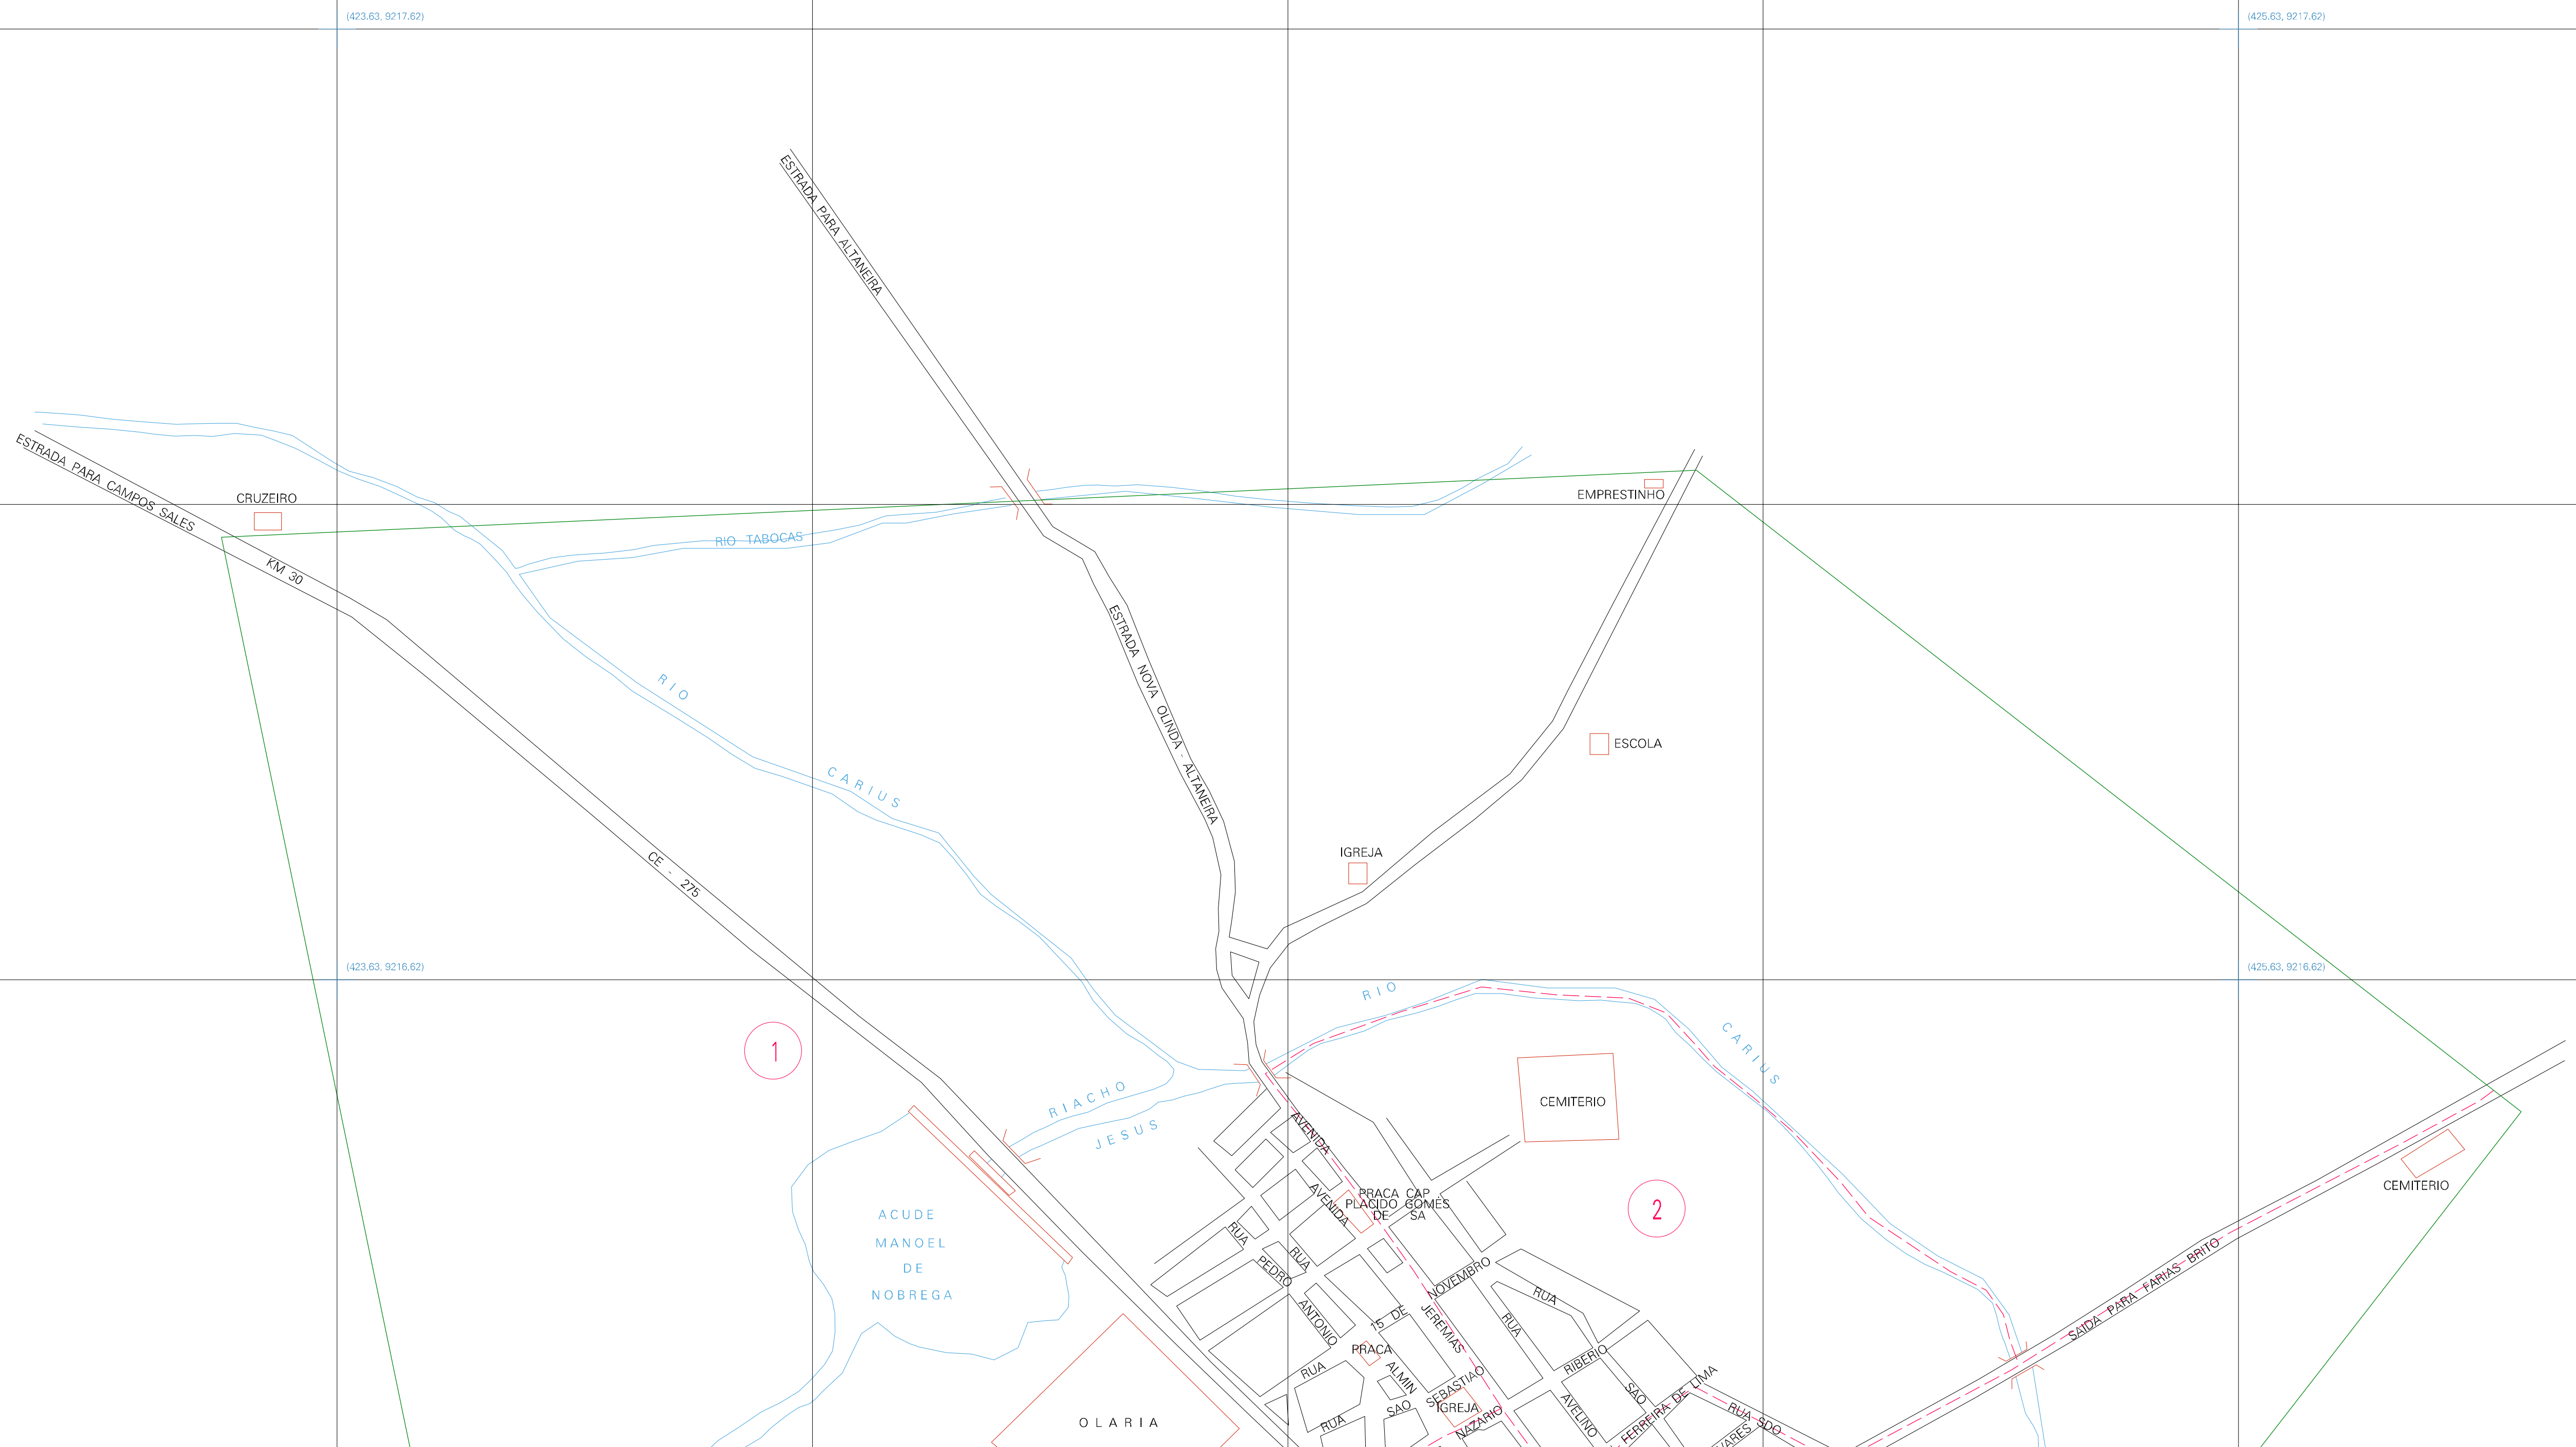 (423.63, 9217.62)
(425.63, 9217.62)
ESTRADA PARA ALTANEIRA
ESTRADA PARA CAMPOS SALES
CRUZEIRO
EMPRESTINHO
RIO TABOCAS
KM 30
ESTRADA NOVA OLINDA - ALTANEIRA
RIO
CARIUS
ESCOLA
CE - 275
IGREJA
(423.63, 9216.62)
(425.63, 9216.62)
RIO
CARIUS
1
RIACHO
JESUS
CEMITERIO
AVENIDA
CEMITERIO
AVENIDA
PRACA CAP
PLACIDO GOMES
DE SA
2
ACUDE
MANOEL
DE
NOBREGA
RUA
PEDRO
RUA
ANTONIO
15 DE
NOVEMBRO
JEREMIAS
RUA
RUA
SAIDA PARA FARIAS BRITO
PRACA
RUA
ALMIN
RIBERIO
SAO
SEBASTIAO
SAO
FERREIRA DE LIMA
IGREJA
OLARIA
RUA
NAZARIO
AVELINO
RUA SDO
VARES